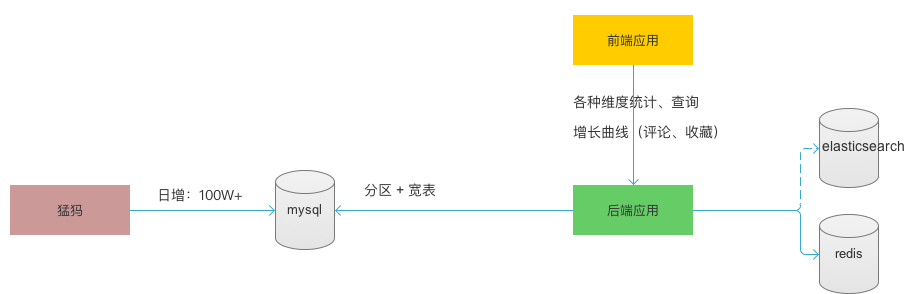 前端应用
各种维度统计、查询
增长曲线（评论、收藏）
elasticsearch
猛犸
日增：100W+
mysql
分区 + 宽表
后端应用
redis